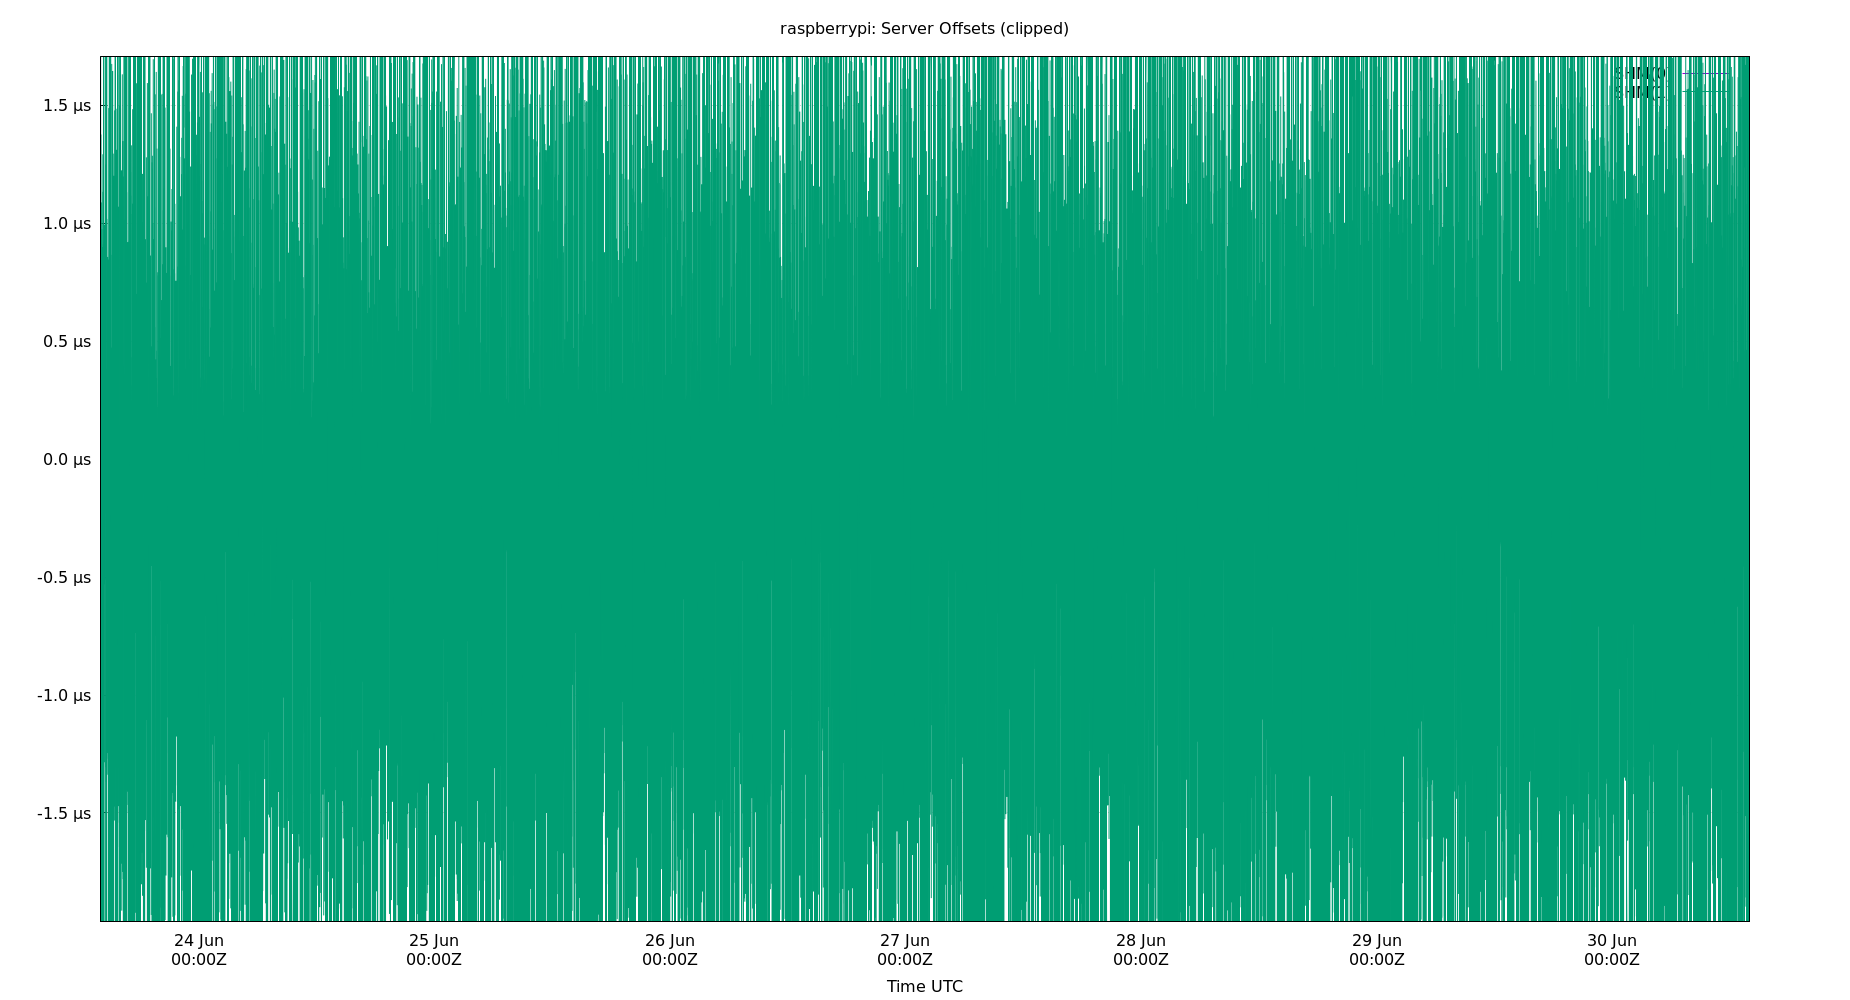 raspberrypi: Server Offsets (clipped)
1.5 µs
1.0 µs
0.5 µs
0.0 µs
-0.5 µs
-1.0 µs
-1.5 µs
24 Jun
00:00Z
25 Jun
00:00Z
26 Jun
00:00Z
27 Jun
00:00Z
28 Jun
00:00Z
29 Jun
00:00Z
30 Jun
00:00Z
Time UTC